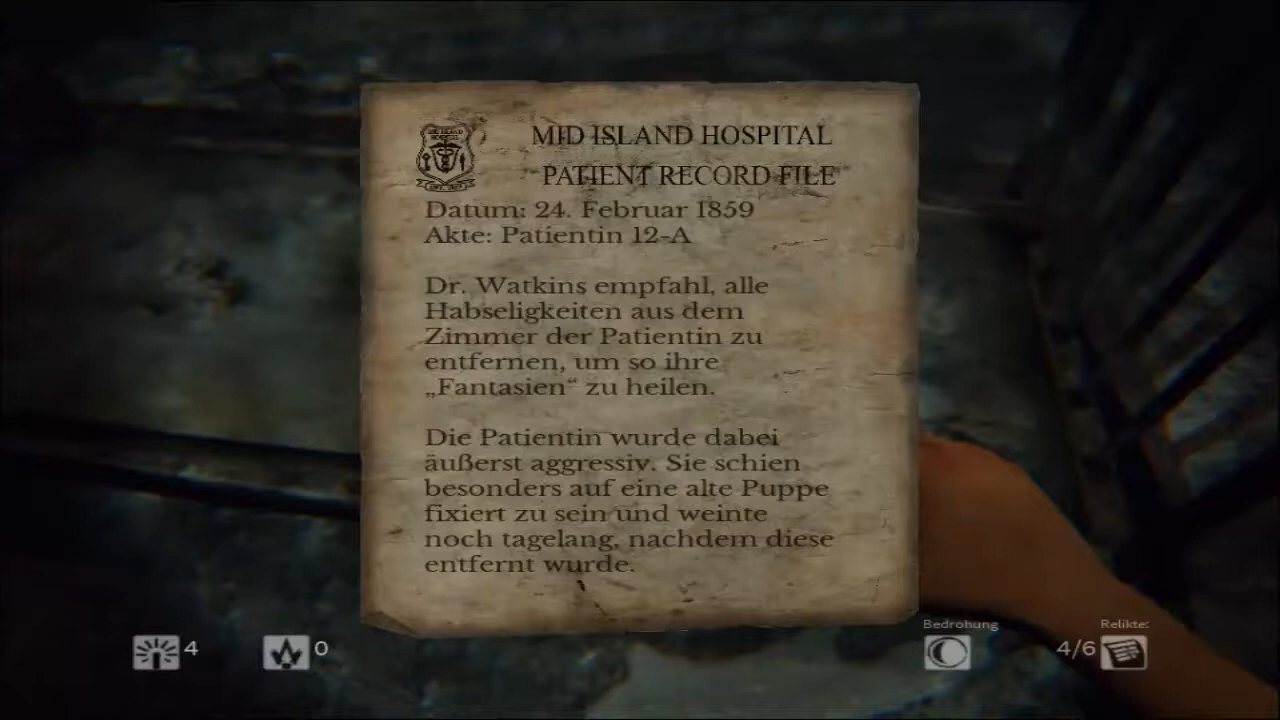 MID ISLAND HOSPITAL
PATIENT RECORD FILE
Datum: 24. Februar 1859
Akte: Patientin 12-A
Dr. Watkins empfahl, alle
Habseligkeiten aus dem
Zimmer der Patientin zu
entfernen, um so ihre
„Fantasien“ zu heilen.
Die Patientin wurde dabei
äußerst aggressiv. Sie schien
besonders auf eine alte Puppe
fixiert zu sein und weinte
noch tagelang, nachdem diese
entfernt wurde.
4
0
Bedrohung
Relikte:
4/6